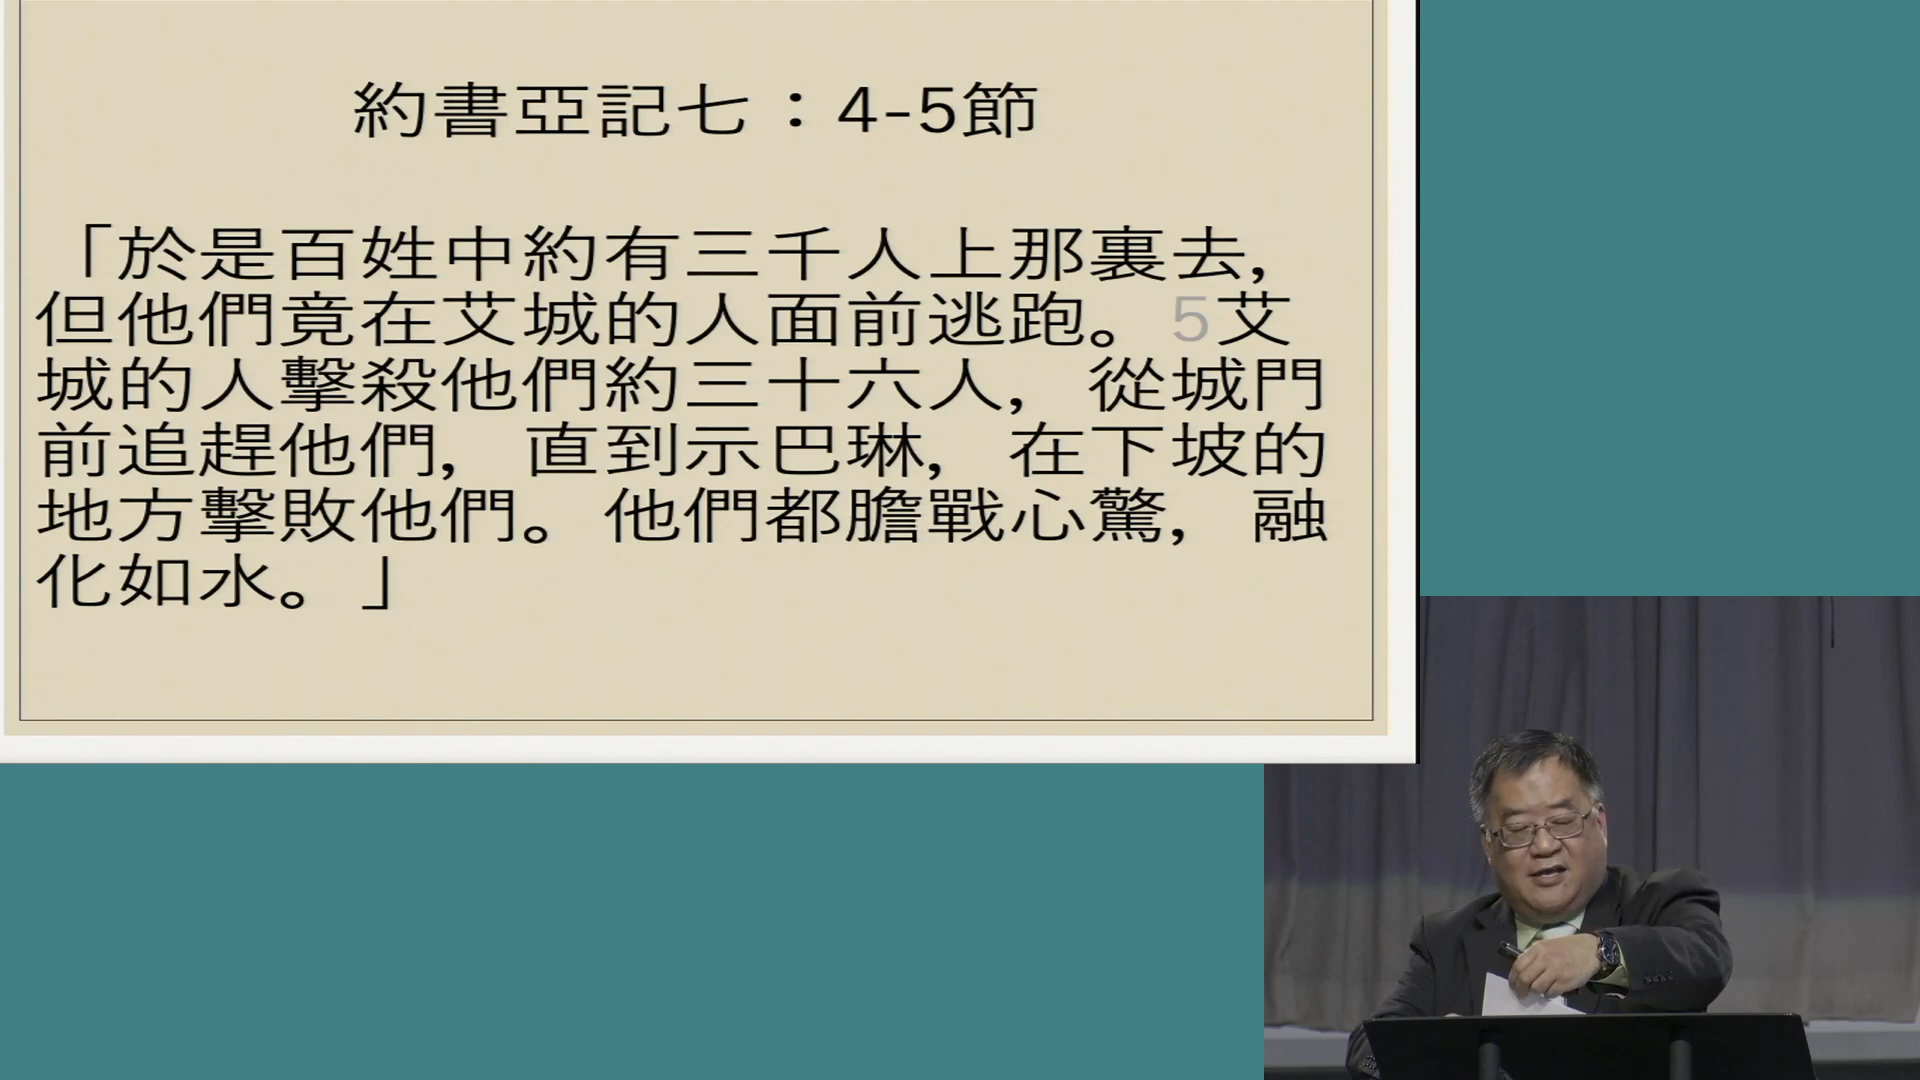 約書亞記七：4-5節
「於是百姓中約有三千人上那裏去,
但他們竟在艾城的人面前逃跑。5艾
城的人擊殺他們約三十六人, 從城門
前追趕他們, 直到示巴琳, 在下坡的
地方擊敗他們。他們都膽戰心驚, 融
化如水。」